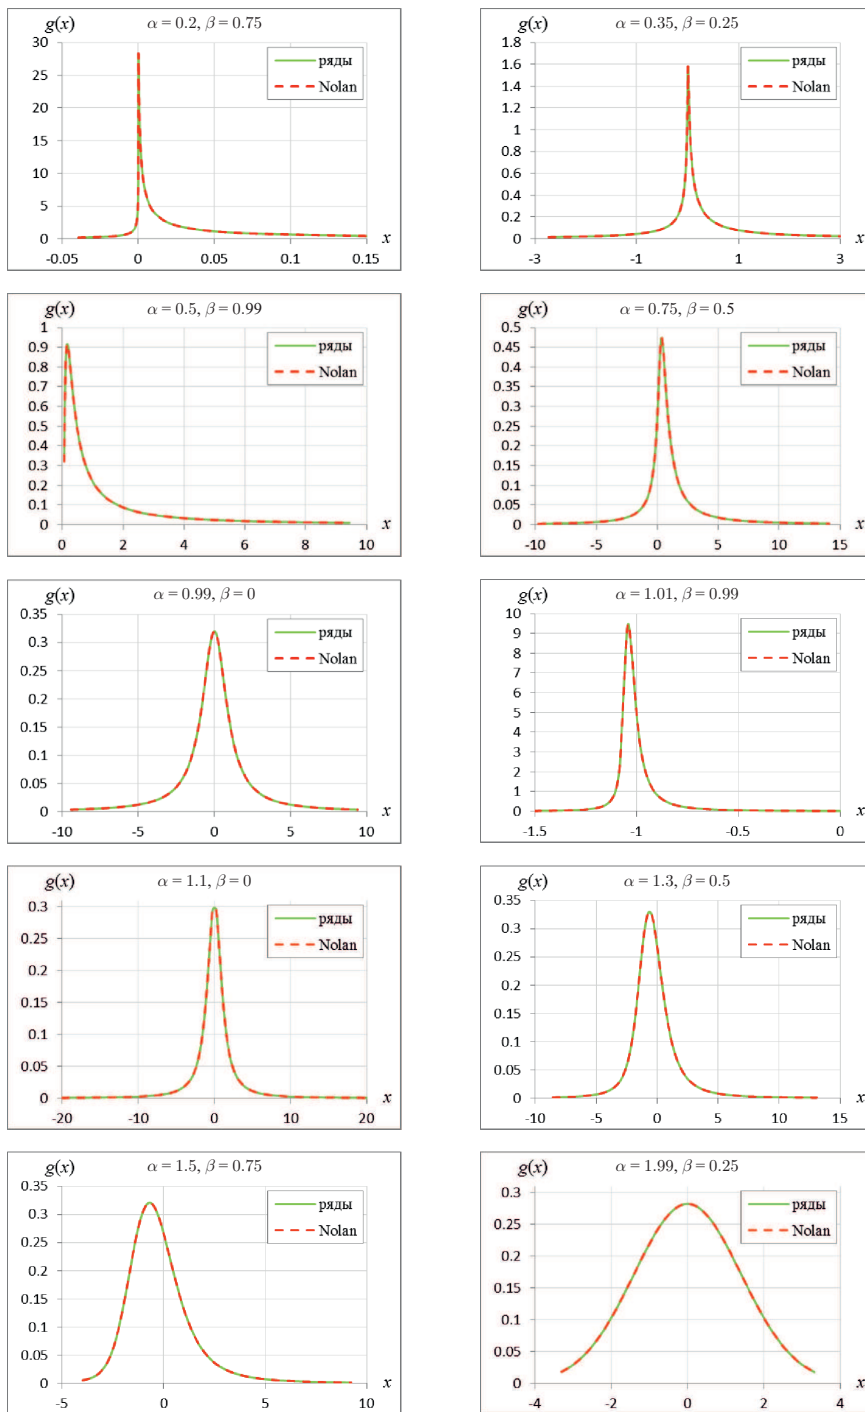 g(x) α = 0.2, β = 0.75
30
25
20
15
10
5
0
ряды
Nolan
-0.05 0 0.05 0.1 0.15 x
g(x) α = 0.35, β = 0.25
1.8
1.6
1.4
1.2
1
0.8
0.6
0.4
0.2
0
ряды
Nolan
-3 -1 1 3 x
g(x) α = 0.5, β = 0.99
1
0.9
0.8
0.7
0.6
0.5
0.4
0.3
0.2
0.1
0
ряды
Nolan
0 2 4 6 8 10 x
g(x) α = 0.75, β = 0.5
0.5
0.45
0.4
0.35
0.3
0.25
0.2
0.15
0.1
0.05
0
ряды
Nolan
-10 -5 0 5 10 15 x
g(x) α = 0.99, β = 0
0.35
0.3
0.25
0.2
0.15
0.1
0.05
0
ряды
Nolan
-10 -5 0 5 10 x
g(x) α = 1.01, β = 0.99
10
9
8
7
6
5
4
3
2
1
0
ряды
Nolan
-1.5 -1 -0.5 0 x
g(x) α = 1.1, β = 0
0.3
0.25
0.2
0.15
0.1
0.05
0
ряды
Nolan
-20 -10 0 10 20 x
g(x) α = 1.3, β = 0.5
0.35
0.3
0.25
0.2
0.15
0.1
0.05
0
ряды
Nolan
-10 -5 0 5 10 15 x
g(x) α = 1.5, β = 0.75
0.35
0.3
0.25
0.2
0.15
0.1
0.05
0
ряды
Nolan
-5 0 5 10 x
g(x) α = 1.99, β = 0.25
0.3
0.25
0.2
0.15
0.1
0.05
0
ряды
Nolan
-4 -2 0 2 4 x